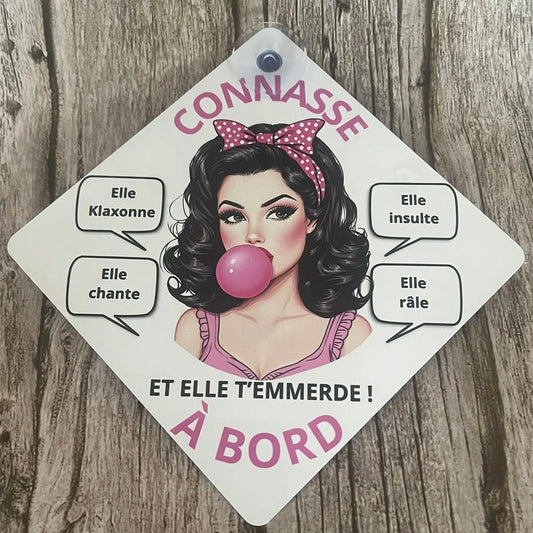 CONNASSE
Elle
Klaxonne
Elle
insulte
Elle
chante
Elle
râle
ET ELLE T'EMMERDE !
À BORD